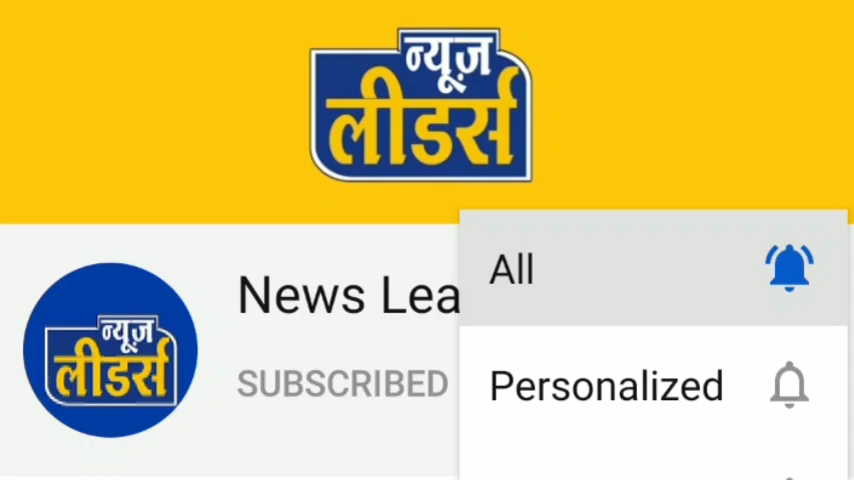 न्यूज़
लीडर्स
All
News Lea
न्यूज़
लीडर्स
SUBSCRIBED
Personalized